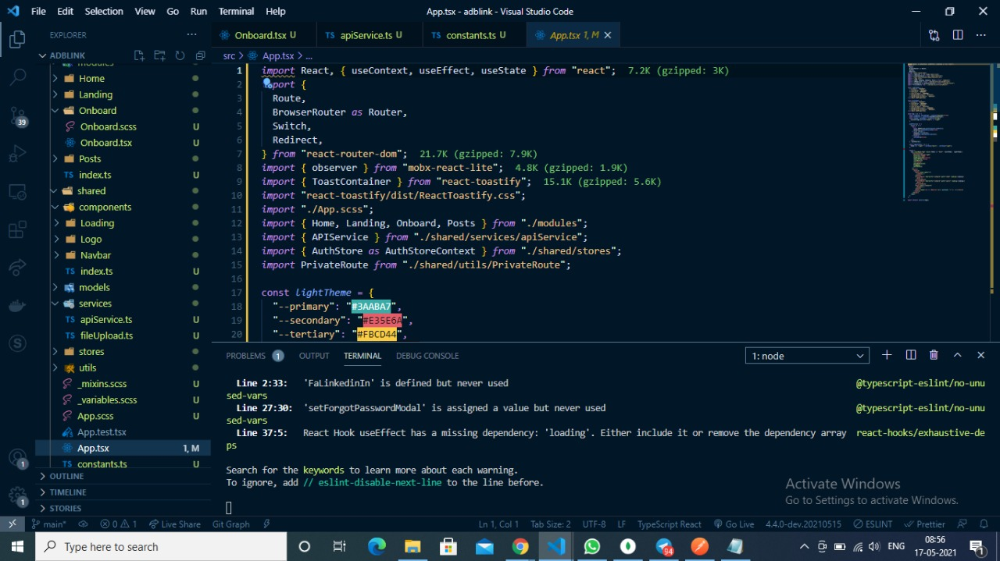 File Edit Selection View Go Run Terminal Help
App.tsx - adblink - Visual Studio Code
EXPLORER
ADBLINK
modules
Home
Landing
Onboard
Onboard.scss U
Onboard.tsx U
Posts
index.ts U
shared
components
Loading
Logo
Navbar
index.ts U
models
services
apiService.ts U
fileUpload.ts U
stores
utils
_mixins.scss U
_variables.scss U
App.scss U
App.test.tsx
App.tsx 1, M
constants.ts U
OUTLINE
TIMELINE
STORIES
39
1
1
Onboard.tsx U
apiService.ts U
constants.ts U
App.tsx 1, M
src > App.tsx > ...
1 import React, { useContext, useEffect, useState } from "react"; 7.2K (gzipped: 3K)
2 import {
3 Route,
4 BrowserRouter as Router,
5 Switch,
6 Redirect,
7 } from "react-router-dom"; 21.7K (gzipped: 7.9K)
8 import { observer } from "mobx-react-lite"; 4.8K (gzipped: 1.9K)
9 import { ToastContainer } from "react-toastify"; 15.1K (gzipped: 5.6K)
10 import "react-toastify/dist/ReactToastify.css";
11 import "./App.scss";
12 import { Home, Landing, Onboard, Posts } from "./modules";
13 import { APIService } from "./shared/services/apiService";
14 import { AuthStore as AuthStoreContext } from "./shared/stores";
15 import PrivateRoute from "./shared/utils/PrivateRoute";
16
17 const lightTheme = {
18 "--primary": "#3AABA7",
19 "--secondary": "#E35E6A",
20 "--tertiary": "#FBCD44",
PROBLEMS 1 OUTPUT TERMINAL DEBUG CONSOLE
1: node
Line 2:33: 'FaLinkedinIn' is defined but never used @typescript-eslint/no-unu
sed-vars
Line 27:30: 'setForgotPasswordModal' is assigned a value but never used @typescript-eslint/no-unu
sed-vars
Line 37:5: React Hook useEffect has a missing dependency: 'loading'. Either include it or remove the dependency array react-hooks/exhaustive-de
ps
Search for the keywords to learn more about each warning.
To ignore, add // eslint-disable-next-line to the line before.
Activate Windows
Go to Settings to activate Windows.
main* 0 1 Live Share Git Graph
Ln 1, Col 1 Tab Size: 2 UTF-8 LF TypeScript React Go Live 4.4.0-dev.20210515 ESLINT Prettier
Type here to search
94
ENG
08:56
17-05-2021
1